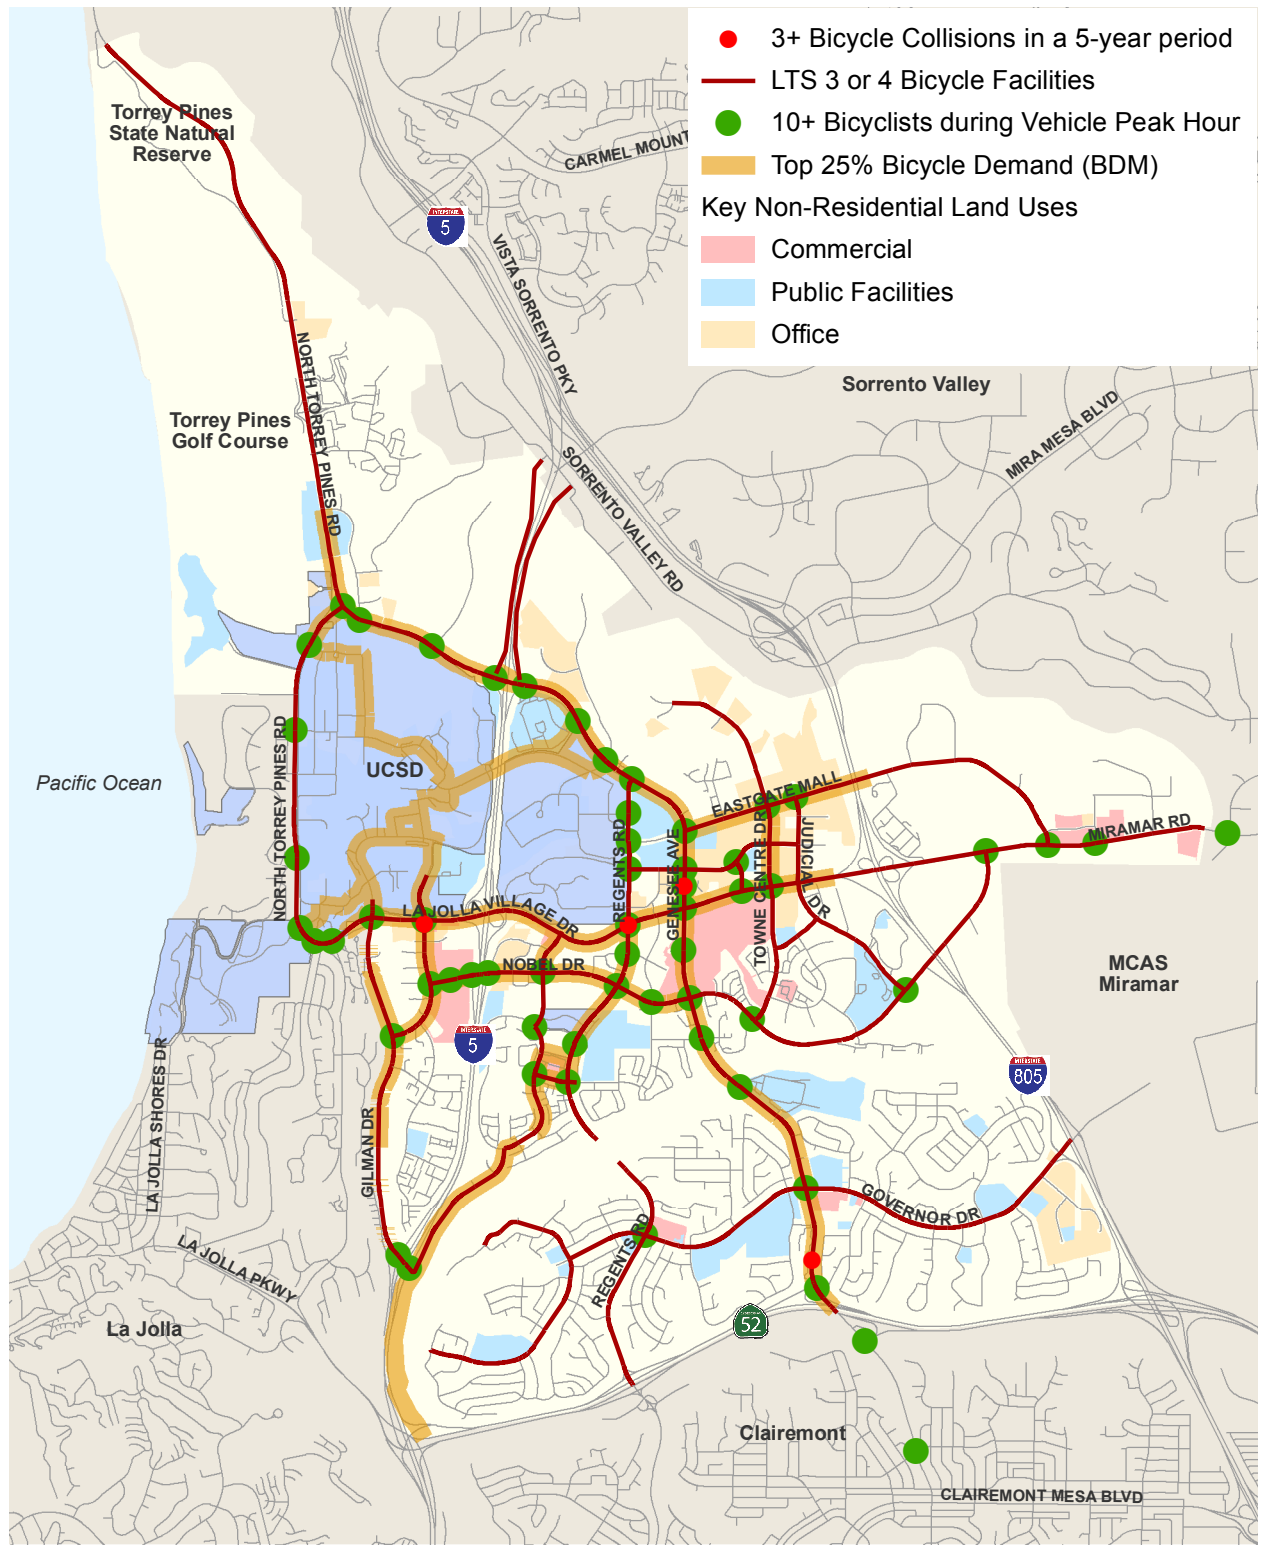 3+ Bicycle Collisions in a 5-year period
LTS 3 or 4 Bicycle Facilities
10+ Bicyclists during Vehicle Peak Hour
Top 25% Bicycle Demand (BDM)
Key Non-Residential Land Uses
Commercial
Public Facilities
Office
Torrey Pines
State Natural
Reserve
CARMEL MOUNT
INTERSTATE
5
VISTA SORRENTO PKY
NORTH TORREY PINES RD
Torrey Pines
Golf Course
Sorrento Valley
MIRA MESA BLVD
SORRENTO VALLEY RD
Pacific Ocean
NORTH TORREY PINES RD
UCSD
EASTGATE MALL
MIRAMAR RD
REGENTS RD
GENESEE AVE
TOWNE CENTRE DR
JUDICIAL DR
LA JOLLA VILLAGE DR
NOBEL DR
MCAS
Miramar
INTERSTATE
5
INTERSTATE
805
LA JOLLA SHORES DR
GILMAN DR
GOVERNOR DR
REGENTS RD
LA JOLLA PKWY
La Jolla
52
Clairemont
CLAIREMONT MESA BLVD